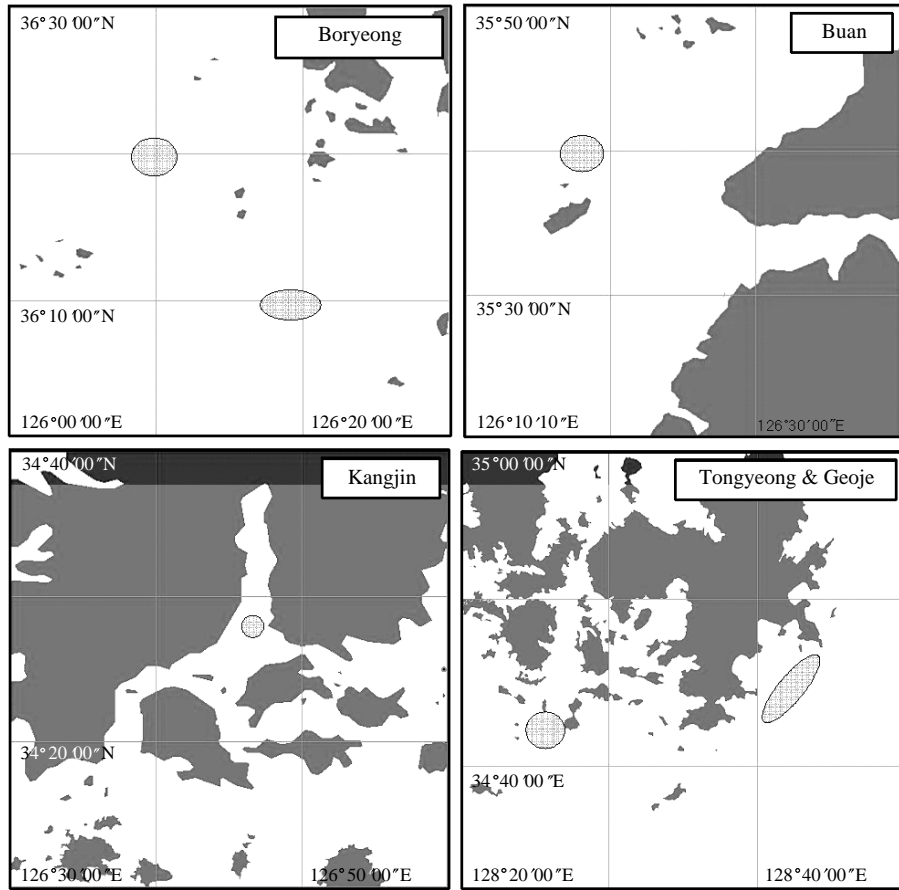 36°30′00″N
Boryeong
36°10′00″N
126°00′00″E
126°20′00″E
35°50′00″N
Buan
35°30′00″N
126°10′10″E
126°30′00″E
34°40′00″N
Kangjin
34°20′00″N
126°30′00″E
126°50′00″E
35°00′00″N
Tongyeong & Geoje
34°40′00″E
128°20′00″E
128°40′00″E